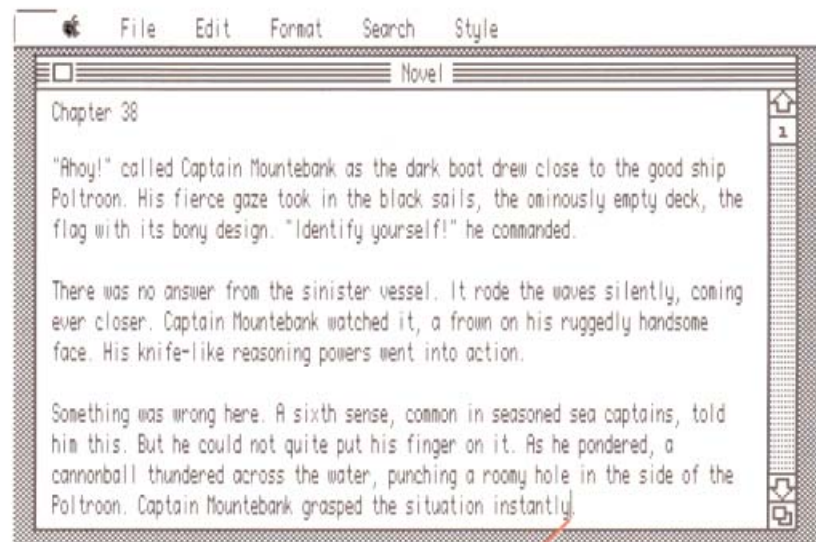 File Edit Format Search Style
Novel
Chapter 38
"Ahoy!" called Captain Mountebank as the dark boat drew close to the good ship
Poltroon. His fierce gaze took in the black sails, the ominously empty deck, the
flag with its bony design. "Identify yourself!" he commanded.
There was no answer from the sinister vessel. It rode the waves silently, coming
ever closer. Captain Mountebank watched it, a frown on his ruggedly handsome
face. His knife-like reasoning powers went into action.
Something was wrong here. A sixth sense, common in seasoned sea captains, told
him this. But he could not quite put his finger on it. As he pondered, a
cannonball thundered across the water, punching a roomy hole in the side of the
Poltroon. Captain Mountebank grasped the situation instantly.
1